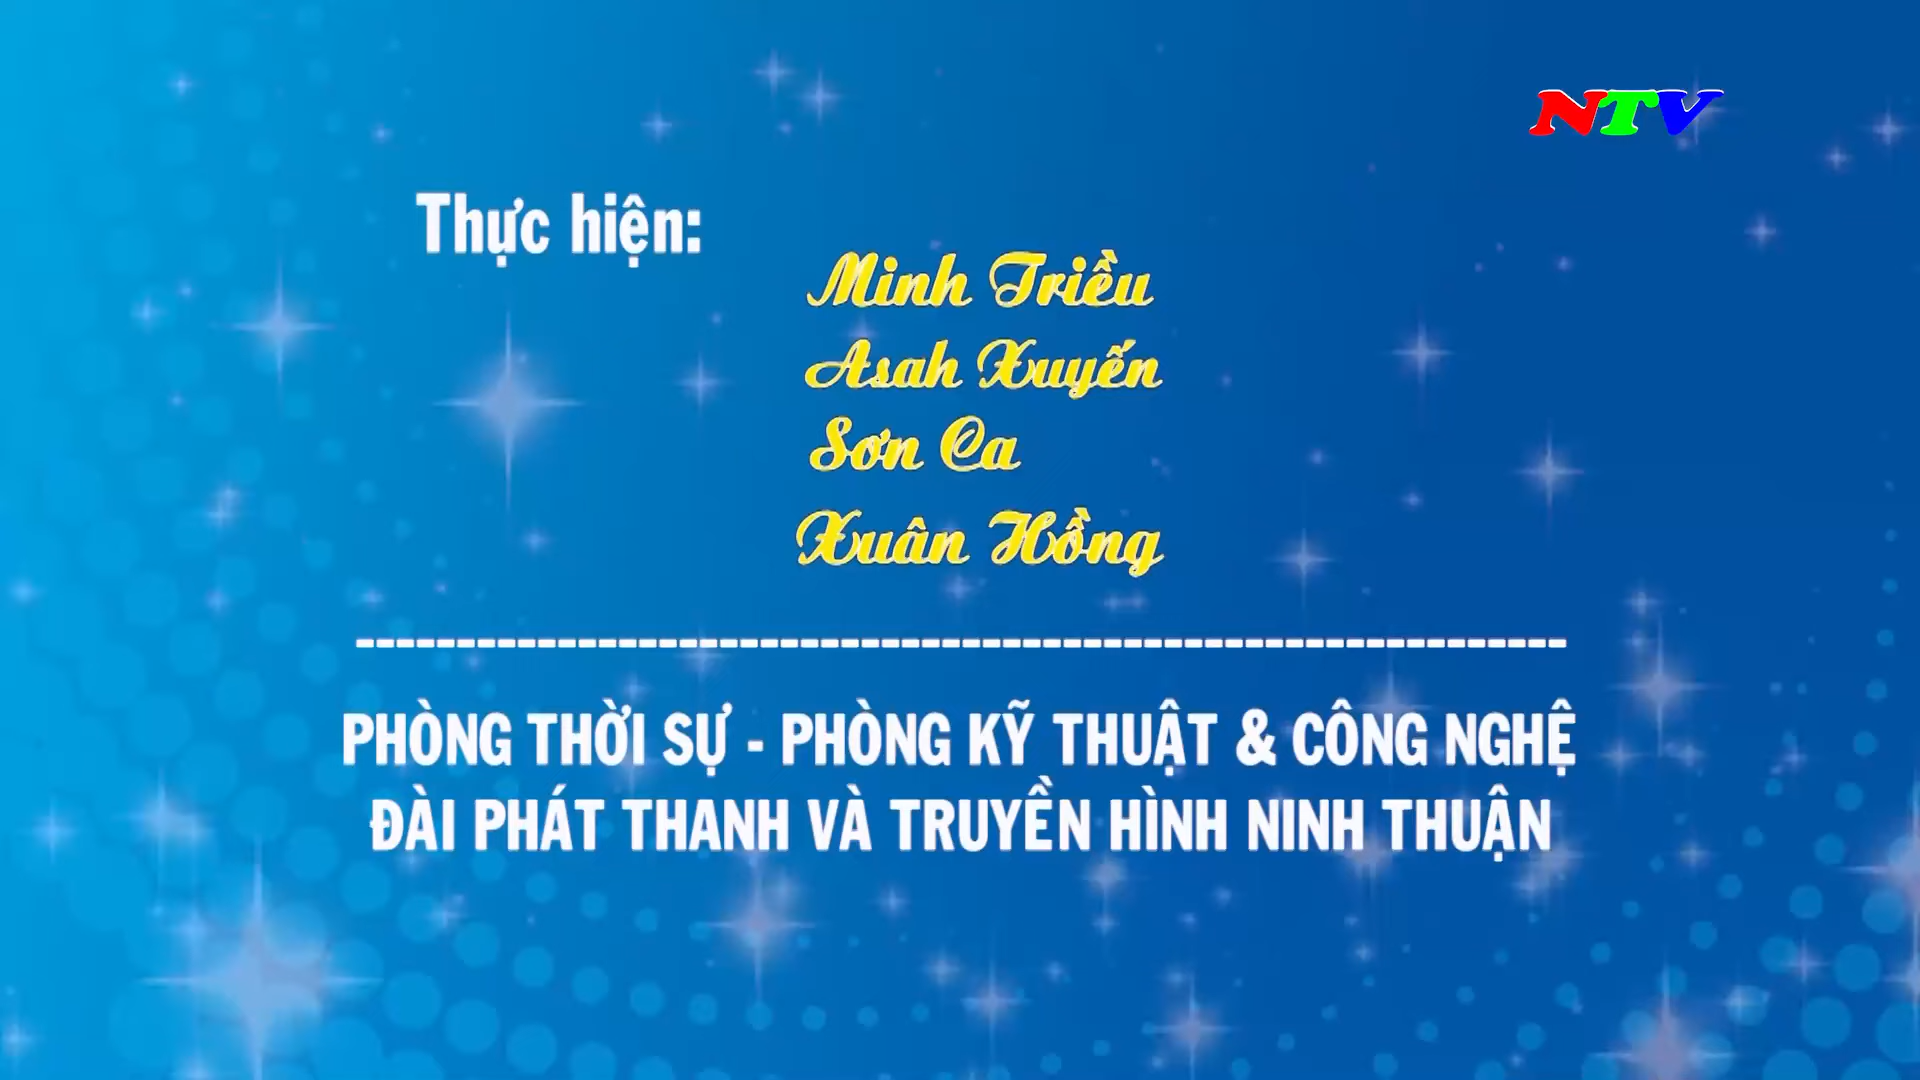 NTV
Thực hiện:
Minh Triều
Asah Xuyến
Sơn Ca
Xuân Hồng
------------------------------------------------------------
PHÒNG THỜI SỰ - PHÒNG KỸ THUẬT & CÔNG NGHỆ
ĐÀI PHÁT THANH VÀ TRUYỀN HÌNH NINH THUẬN